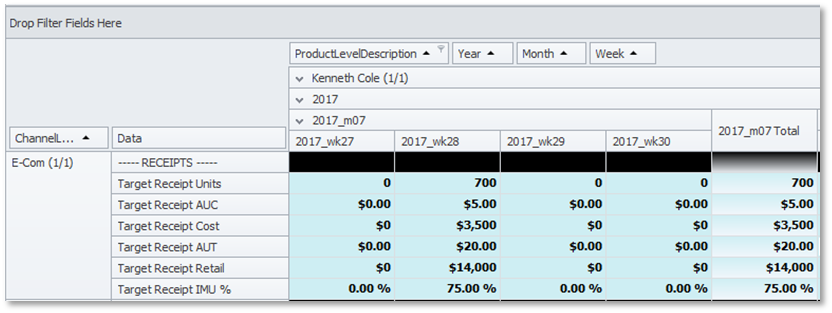 Drop Filter Fields Here
ProductLevelDescription Year Month Week
Kenneth Cole (1/1)
2017
2017_m07 2017_m07 Total
ChannelL... Data 2017_wk27 2017_wk28 2017_wk29 2017_wk30
E-Com (1/1) ----- RECEIPTS -----
Target Receipt Units 0 700 0 0 700
Target Receipt AUC $0.00 $5.00 $0.00 $0.00 $5.00
Target Receipt Cost $0 $3,500 $0 $0 $3,500
Target Receipt AUT $0.00 $20.00 $0.00 $0.00 $20.00
Target Receipt Retail $0 $14,000 $0 $0 $14,000
Target Receipt IMU % 0.00 % 75.00 % 0.00 % 0.00 % 75.00 %